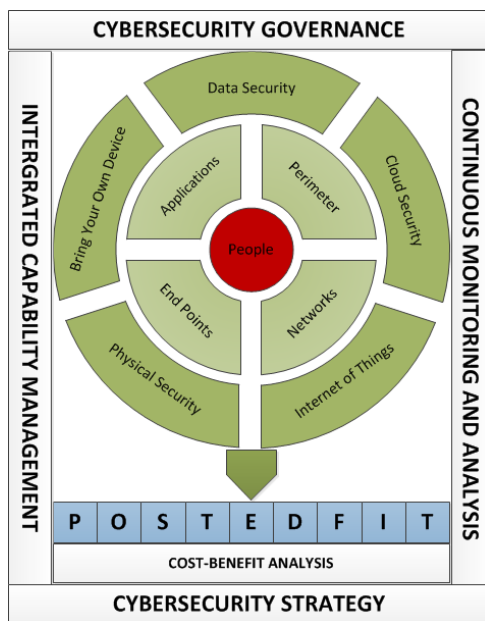 CYBERSECURITY GOVERNANCE
INTERGRATED CAPABILITY MANAGEMENT
CONTINUOUS MONITORING AND ANALYSIS
Data Security
Bring Your Own Device
Cloud Security
Applications
Perimeter
People
End Points
Networks
Physical Security
Internet of Things
P O S T E D F I T
COST-BENEFIT ANALYSIS
CYBERSECURITY STRATEGY